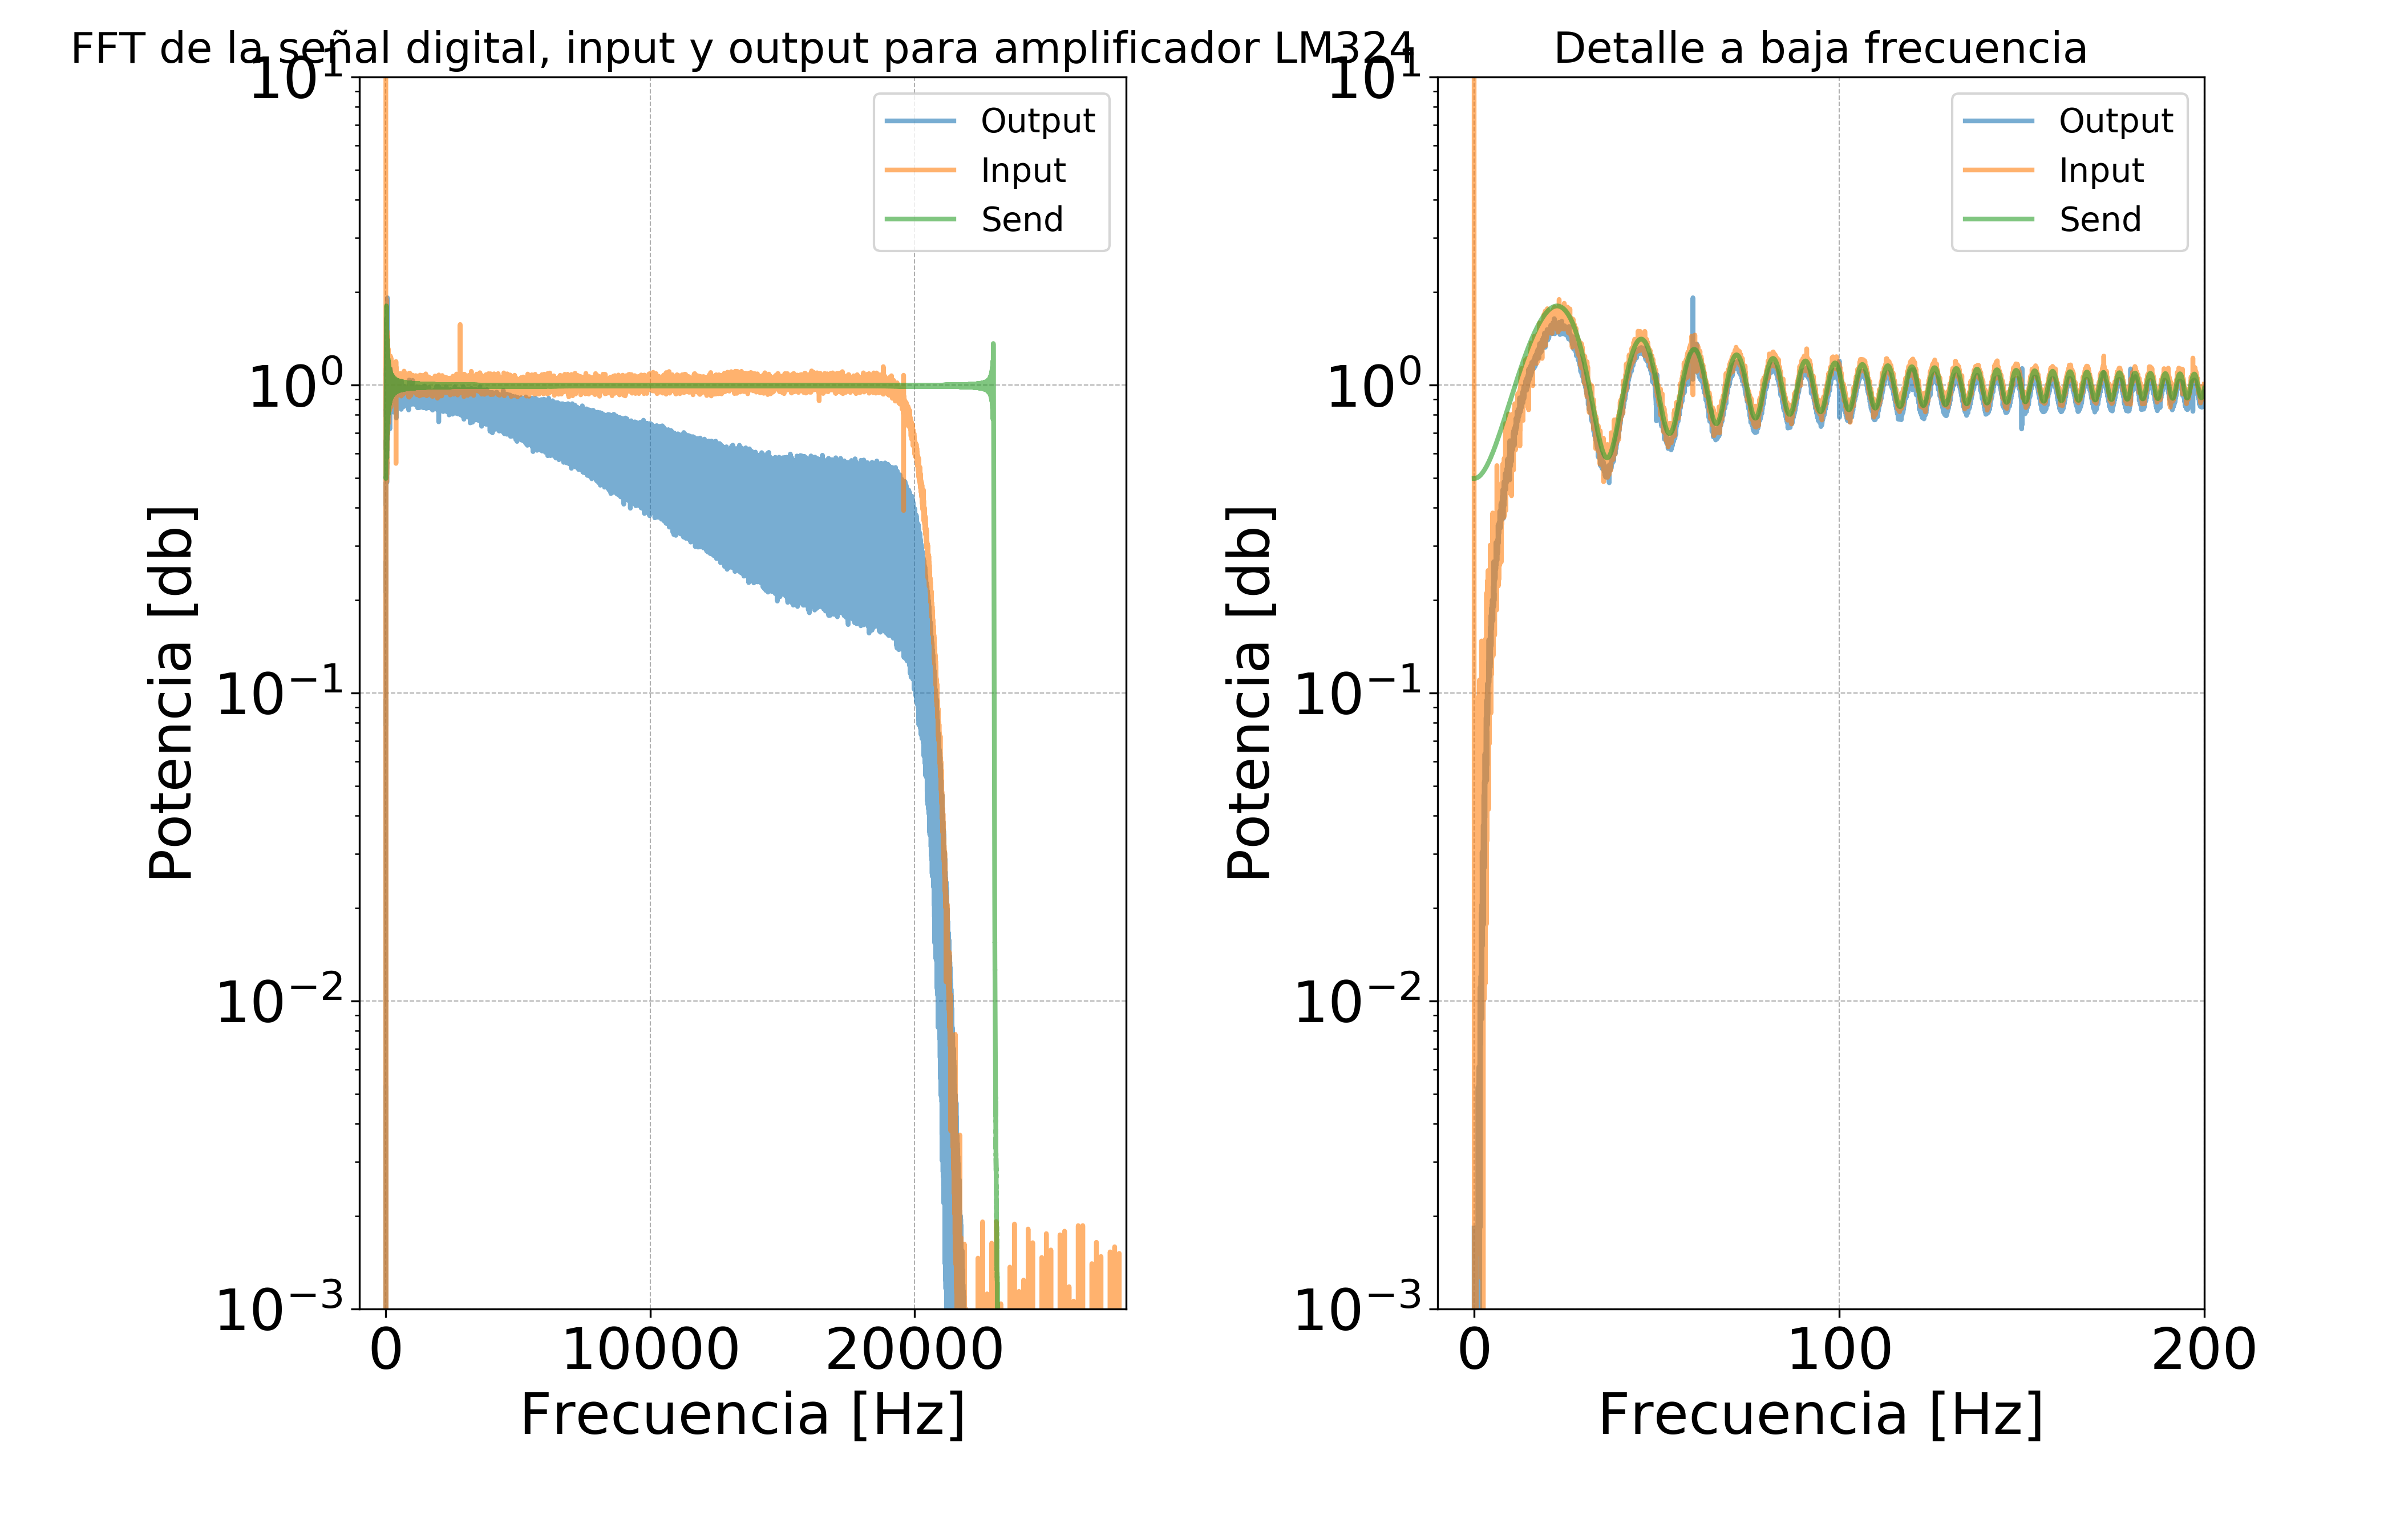 FFT de la señal digital, input y output para amplificador LM324
10^1
10^0
10^−1
10^−2
10^−3
Potencia [db]
Output
Input
Send
0
10000
20000
Frecuencia [Hz]
Detalle a baja frecuencia
10^1
10^0
10^−1
10^−2
10^−3
Potencia [db]
Output
Input
Send
0
100
200
Frecuencia [Hz]